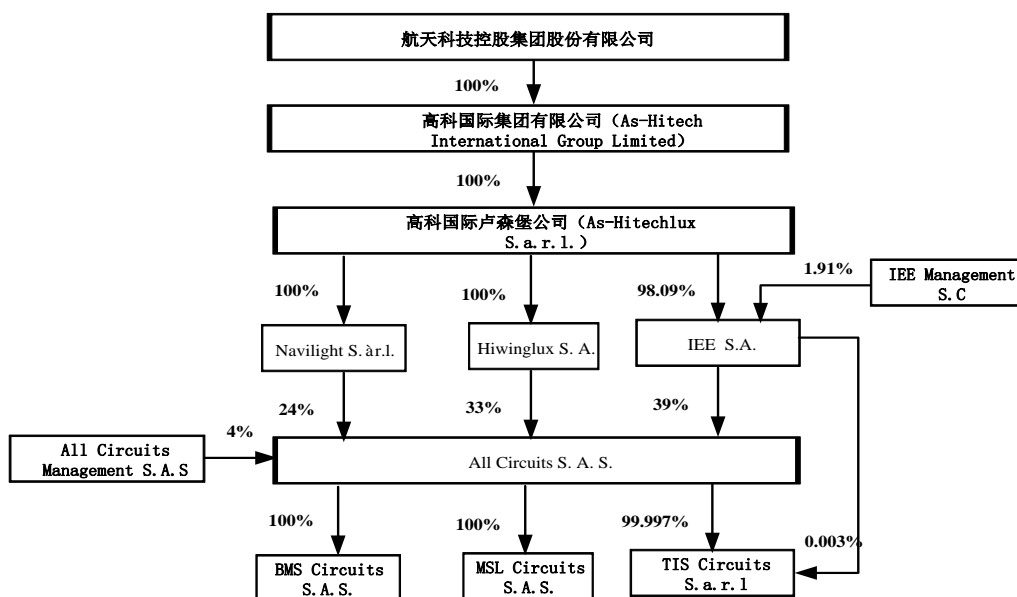 航天科技控股集团股份有限公司
100%
高科国际集团有限公司（As-Hitech
International Group Limited）
100%
高科国际卢森堡公司（As-Hitechlux
S.a.r.l.）
100%
100%
98.09%
1.91%
IEE Management
S.C
Navilight S.àr.l.
Hiwinglux S. A.
IEE S.A.
24%
33%
39%
All Circuits
Management S.A.S
4%
All Circuits S. A. S.
100%
100%
99.997%
0.003%
BMS Circuits
S.A.S.
MSL Circuits
S.A.S.
TIS Circuits
S.a.r.l